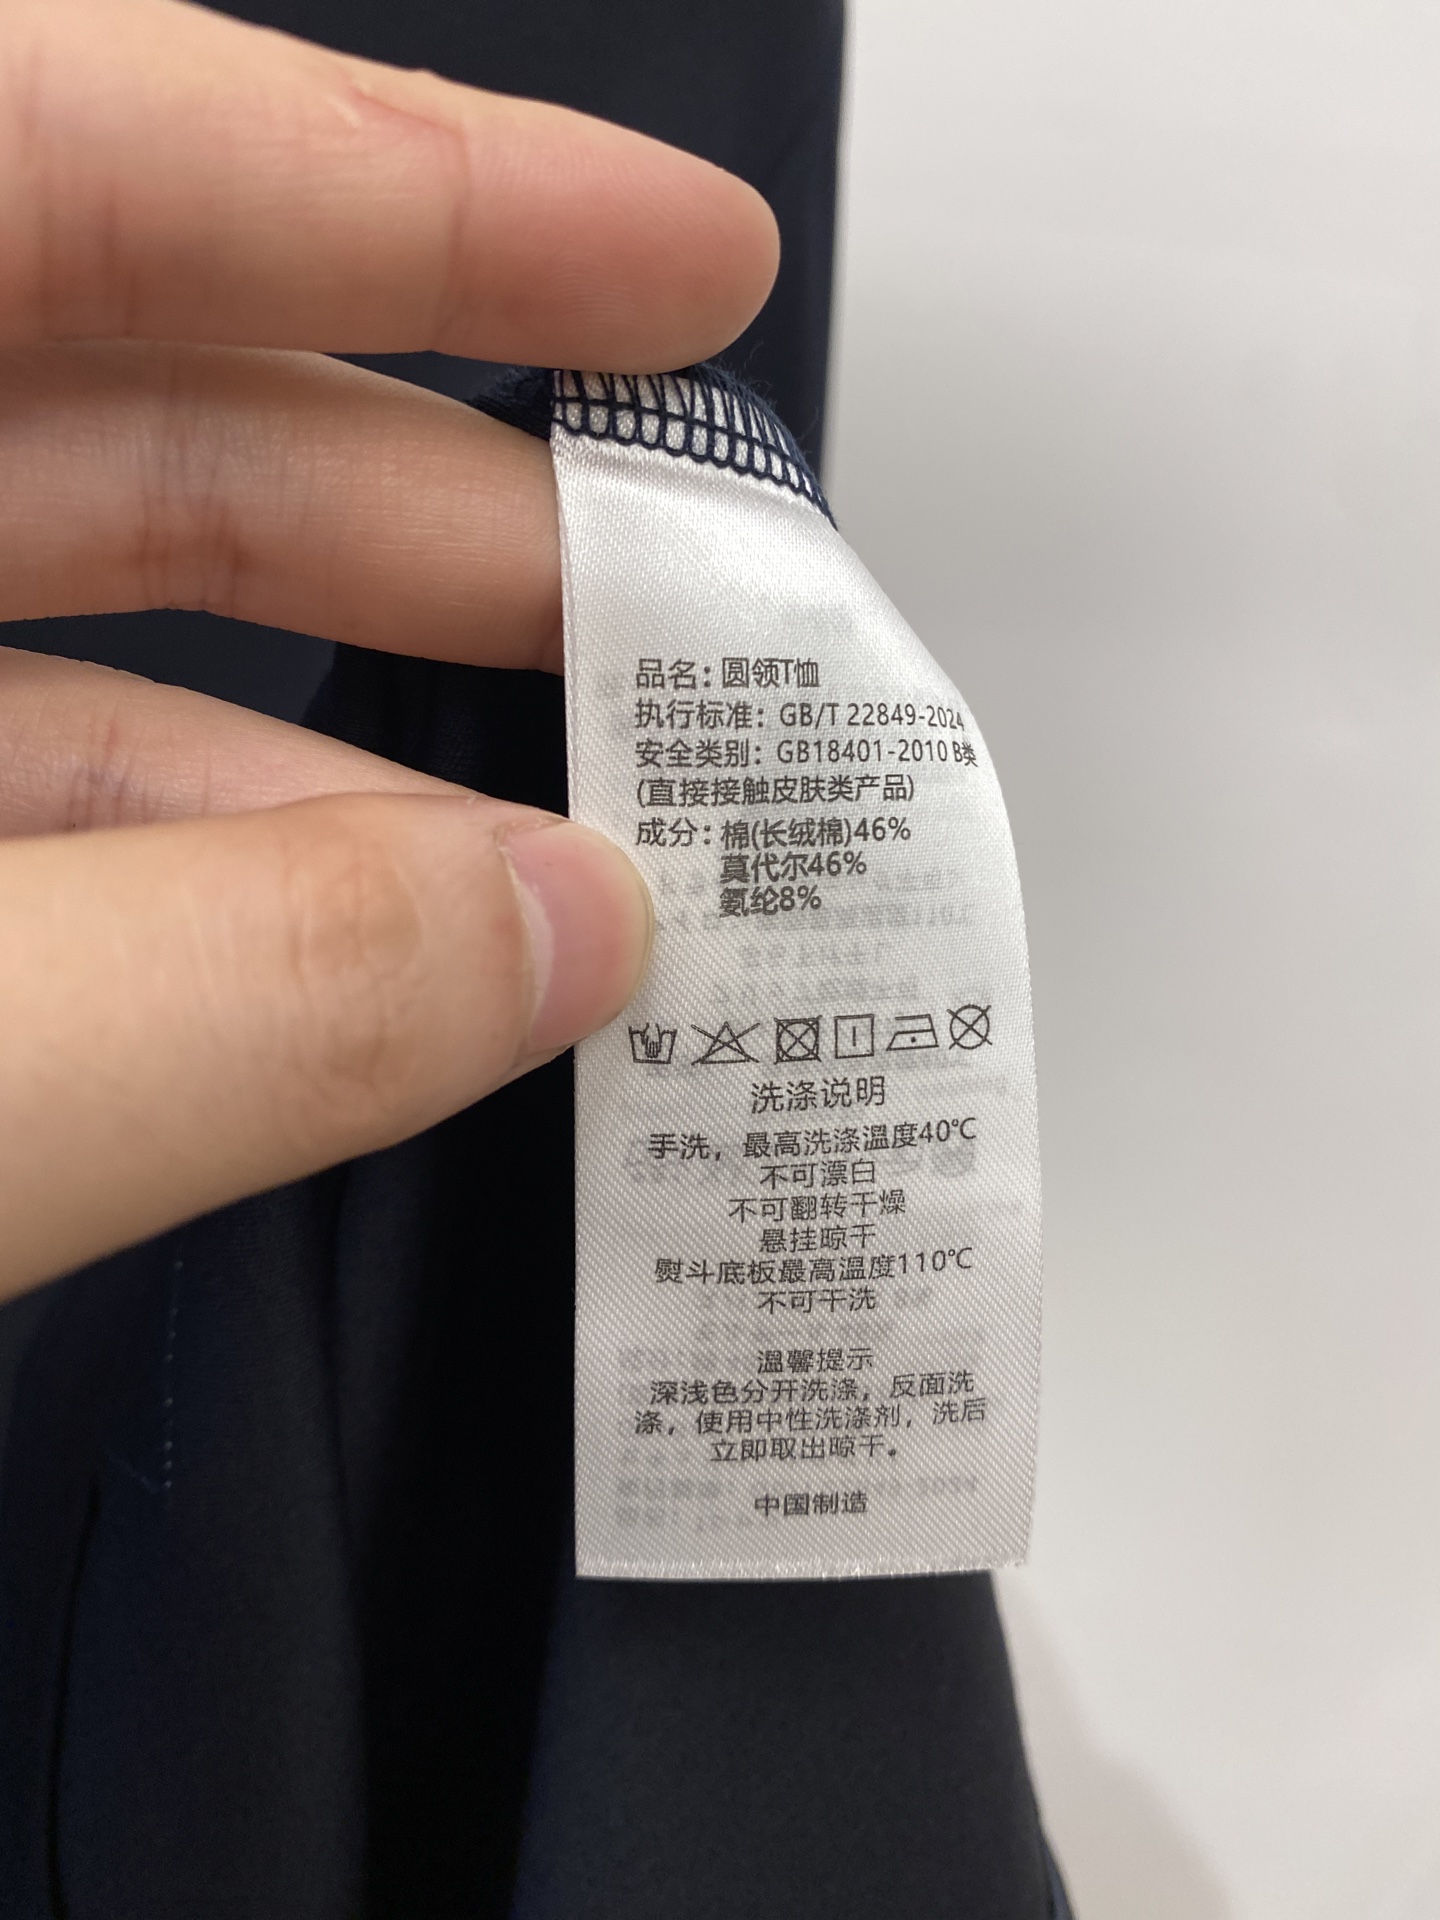 品名：圆领T恤
执行标准：GB/T 22849-2024
安全类别：GB18401-2010 B类
(直接接触皮肤类产品)
成分：棉(长绒棉)46%
莫代尔46%
氨纶8%
洗涤说明
手洗，最高洗涤温度40℃
不可漂白
不可翻转干燥
悬挂晾干
熨斗底板最高温度110℃
不可干洗
温馨提示
深浅色分开洗涤，反面洗
涤，使用中性洗涤剂，洗后
立即取出晾干。
中国制造